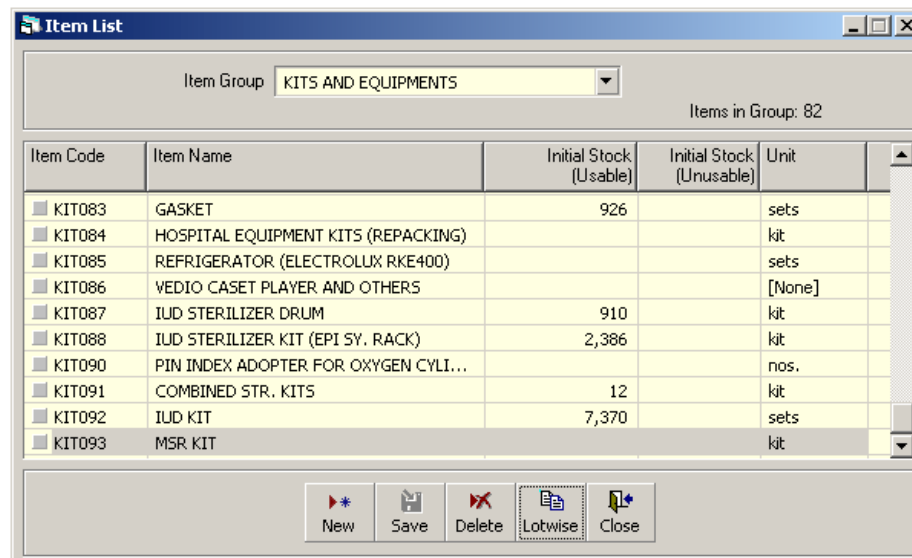 Item List
Item Group KITS AND EQUIPMENTS
Items in Group: 82
Item Code Item Name Initial Stock (Usable) Initial Stock (Unusable) Unit
KIT083 GASKET 926 sets
KIT084 HOSPITAL EQUIPMENT KITS (REPACKING) kit
KIT085 REFRIGERATOR (ELECTROLUX RKE400) sets
KIT086 VEDIO CASET PLAYER AND OTHERS [None]
KIT087 IUD STERILIZER DRUM 910 kit
KIT088 IUD STERILIZER KIT (EPI SY. RACK) 2,386 kit
KIT090 PIN INDEX ADOPTER FOR OXYGEN CYLI... nos.
KIT091 COMBINED STR. KITS 12 kit
KIT092 IUD KIT 7,370 sets
KIT093 MSR KIT kit
New Save Delete Lotwise Close